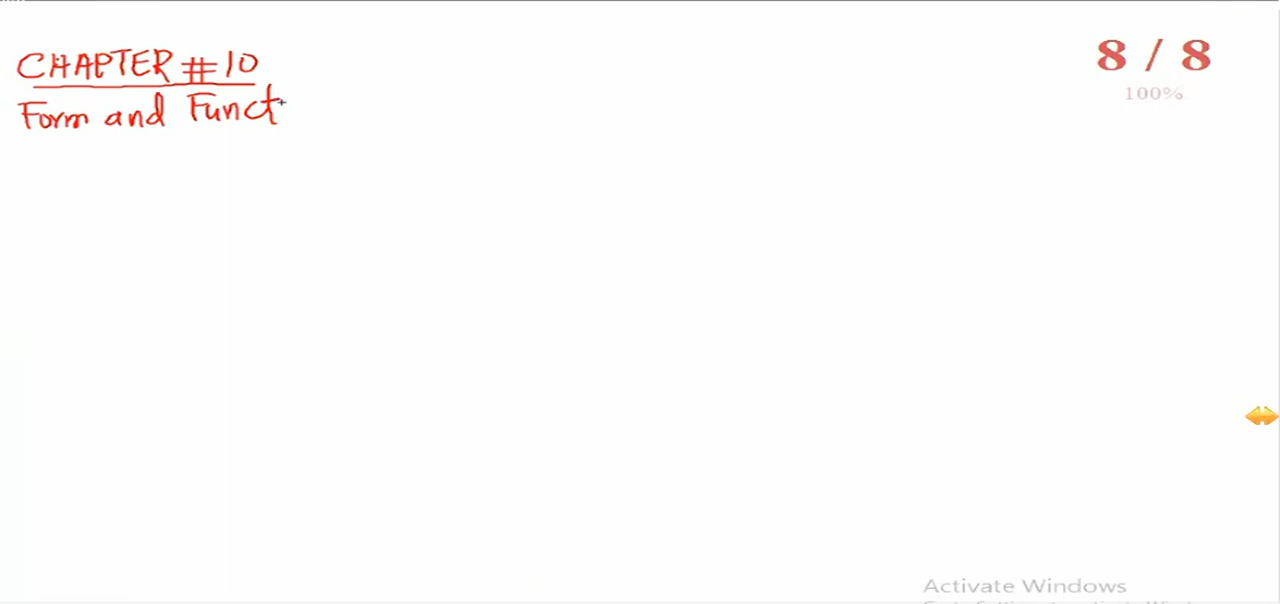 CHAPTER #10
Form and Funct
8 / 8
100%
Activate Windows